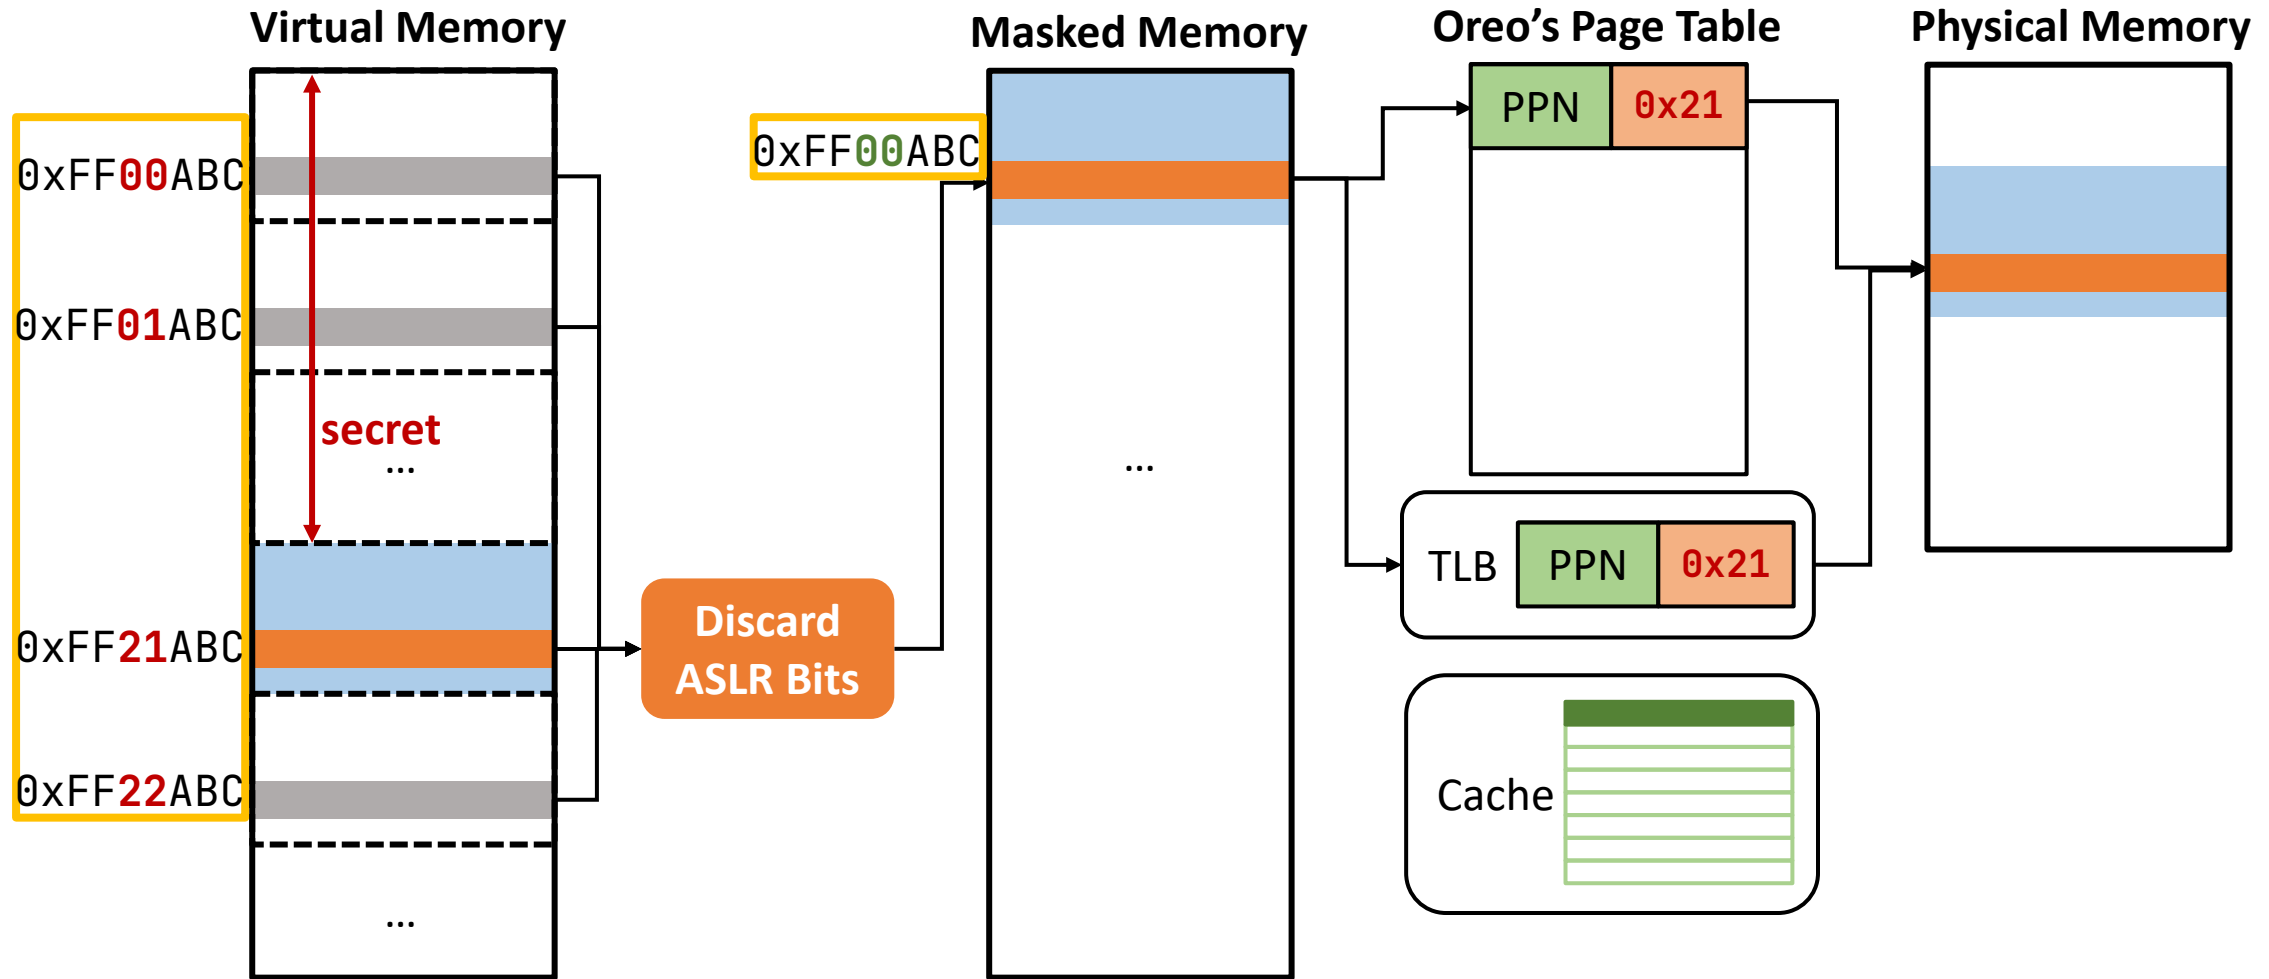 Virtual Memory
Masked Memory
Oreo's Page Table
Physical Memory
0xFF00ABC
0xFF01ABC
secret
...
0xFF21ABC
0xFF22ABC
...
Discard
ASLR Bits
0xFF00ABC
...
PPN 0x21
TLB PPN 0x21
Cache